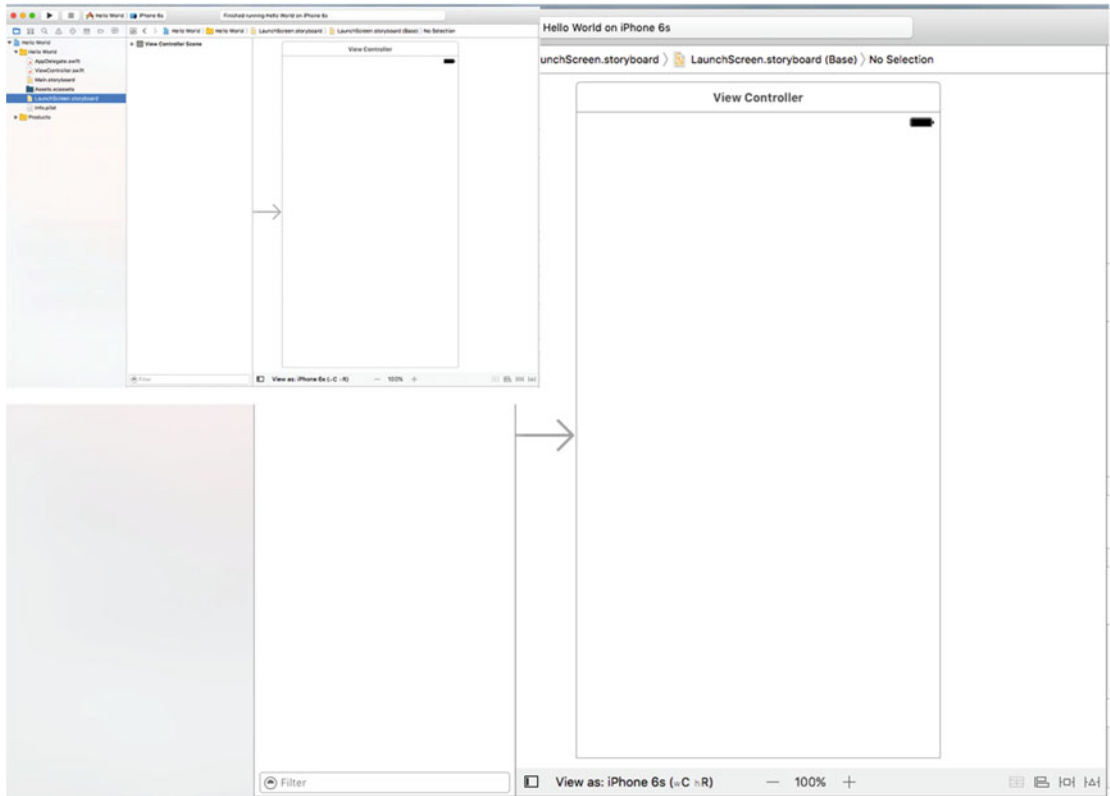 Hello World
iPhone 6s
Finished running Hello World on iPhone 6s
Hello World
Hello World
AppDelegate.swift
ViewController.swift
Main.storyboard
Assets.xcassets
LaunchScreen.storyboard
Info.plist
Products
Hello World
Hello World
LaunchScreen.storyboard
LaunchScreen.storyboard (Base)
No Selection
View Controller Scene
View Controller
Filter
View as: iPhone 6s (wC hR)
100%
Hello World on iPhone 6s
unchScreen.storyboard
LaunchScreen.storyboard (Base)
No Selection
View Controller
Filter
View as: iPhone 6s (wC hR)
100%